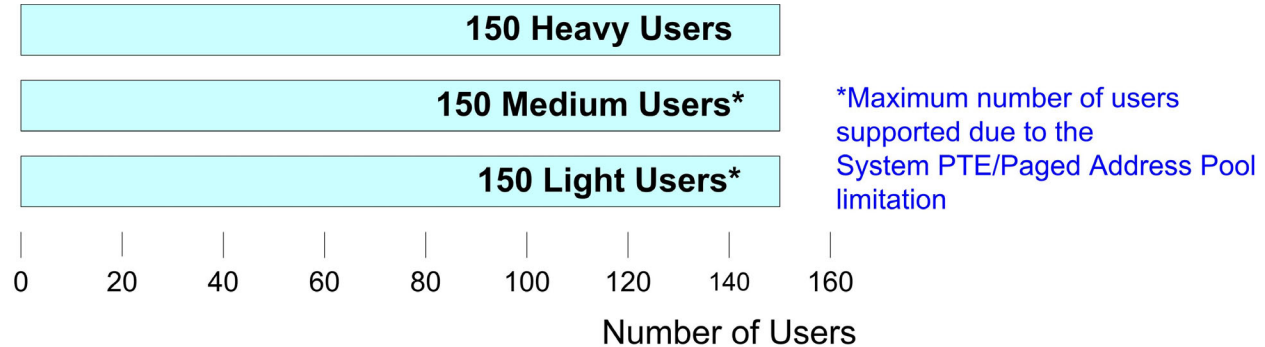 150 Heavy Users
150 Medium Users*
150 Light Users*
*Maximum number of users
supported due to the
System PTE/Paged Address Pool
limitation
0 20 40 60 80 100 120 140 160
Number of Users